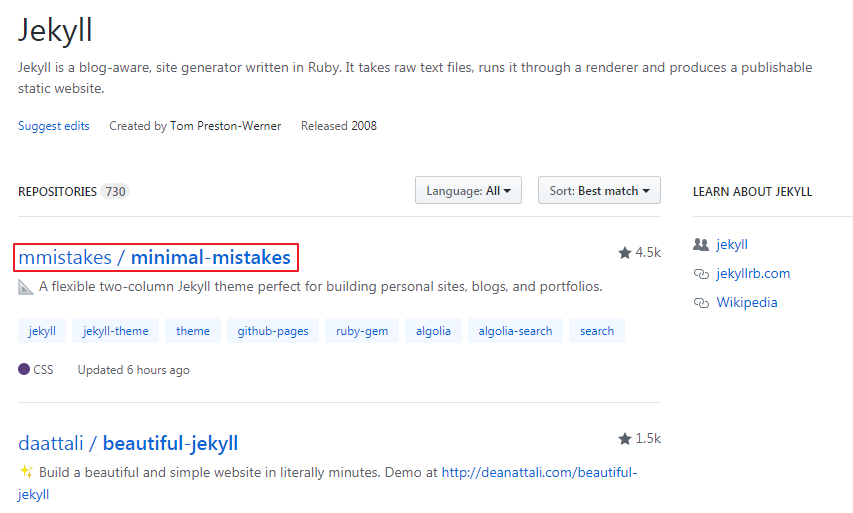 Jekyll
Jekyll is a blog-aware, site generator written in Ruby. It takes raw text files, runs it through a renderer and produces a publishable
static website.
Suggest edits Created by Tom Preston-Werner Released 2008
REPOSITORIES 730 Language: All Sort: Best match
mmistakes / minimal-mistakes 4.5k
A flexible two-column Jekyll theme perfect for building personal sites, blogs, and portfolios.
jekyll jekyll-theme theme github-pages ruby-gem algolia algolia-search search
CSS Updated 6 hours ago
daattali / beautiful-jekyll 1.5k
Build a beautiful and simple website in literally minutes. Demo at http://deanattali.com/beautiful-
jekyll
LEARN ABOUT JEKYLL
jekyll
jekyllrb.com
Wikipedia